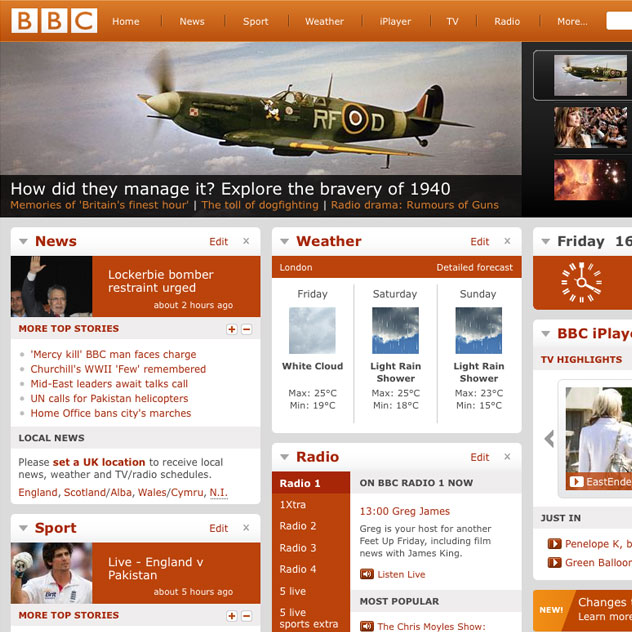 BBC
Home
News
Sport
Weather
iPlayer
TV
Radio
More...
RF D
How did they manage it? Explore the bravery of 1940
Memories of 'Britain's finest hour' | The toll of dogfighting | Radio drama: Rumours of Guns
News
Edit
x
Lockerbie bomber
restraint urged
about 2 hours ago
MORE TOP STORIES
+ −
'Mercy kill' BBC man faces charge
Churchill's WWII 'Few' remembered
Mid-East leaders await talks call
UN calls for Pakistan helicopters
Home Office bans city's marches
LOCAL NEWS
Please set a UK location to receive local
news, weather and TV/radio schedules.
England, Scotland/Alba, Wales/Cymru, N.I.
Sport
Edit
x
Live - England v
Pakistan
about 5 hours ago
MORE TOP STORIES
+ −
Weather
Edit
x
London
Detailed forecast
Friday
White Cloud
Max: 25°C
Min: 19°C
Saturday
Light Rain
Shower
Max: 25°C
Min: 18°C
Sunday
Light Rain
Shower
Max: 23°C
Min: 15°C
Radio
Edit
x
Radio 1
1Xtra
Radio 2
Radio 3
Radio 4
5 live
5 live
sports extra
ON BBC RADIO 1 NOW
13:00 Greg James
Greg is your host for another
Feet Up Friday, including film
news with James King.
Listen Live
MOST POPULAR
The Chris Moyles Show:
Friday 16
BBC iPlaye
TV HIGHLIGHTS
EastEnde
JUST IN
Penelope K, b
Green Balloon
NEW!
Changes t
Learn more